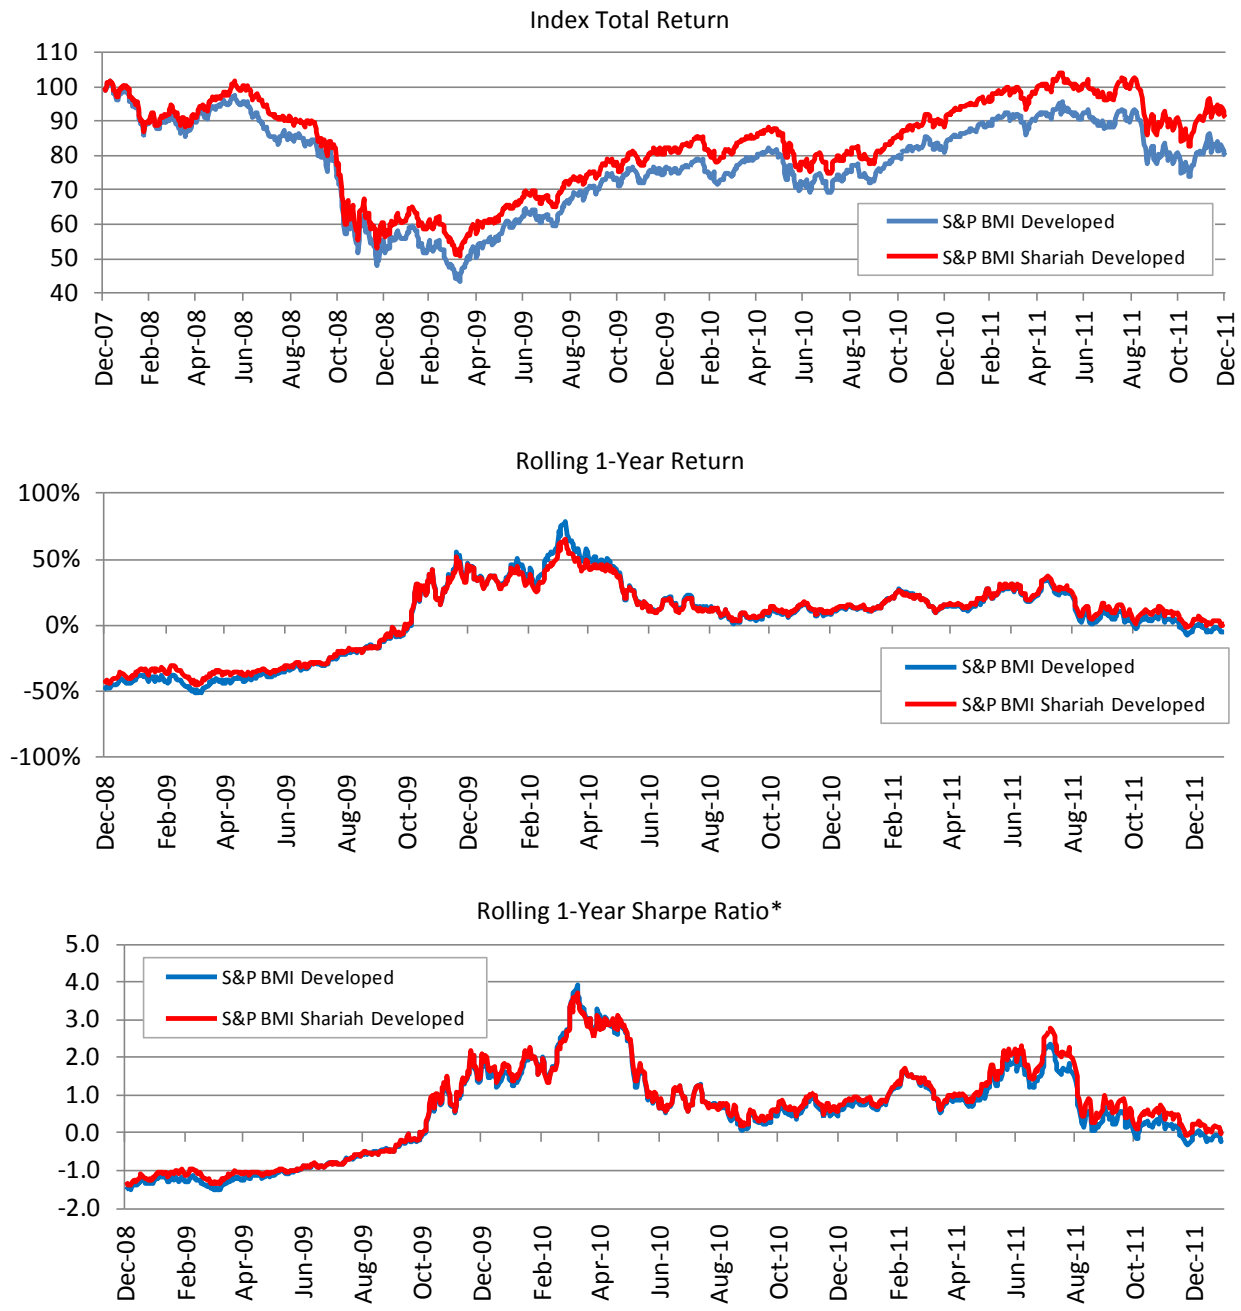 Index Total Return
110
100
90
80
70
60
50
40
S&P BMI Developed
S&P BMI Shariah Developed
Dec-07
Feb-08
Apr-08
Jun-08
Aug-08
Oct-08
Dec-08
Feb-09
Apr-09
Jun-09
Aug-09
Oct-09
Dec-09
Feb-10
Apr-10
Jun-10
Aug-10
Oct-10
Dec-10
Feb-11
Apr-11
Jun-11
Aug-11
Oct-11
Dec-11
Rolling 1-Year Return
100%
50%
0%
-50%
-100%
S&P BMI Developed
S&P BMI Shariah Developed
Dec-08
Feb-09
Apr-09
Jun-09
Aug-09
Oct-09
Dec-09
Feb-10
Apr-10
Jun-10
Aug-10
Oct-10
Dec-10
Feb-11
Apr-11
Jun-11
Aug-11
Oct-11
Dec-11
Rolling 1-Year Sharpe Ratio*
5.0
4.0
3.0
2.0
1.0
0.0
-1.0
-2.0
S&P BMI Developed
S&P BMI Shariah Developed
Dec-08
Feb-09
Apr-09
Jun-09
Aug-09
Oct-09
Dec-09
Feb-10
Apr-10
Jun-10
Aug-10
Oct-10
Dec-10
Feb-11
Apr-11
Jun-11
Aug-11
Oct-11
Dec-11